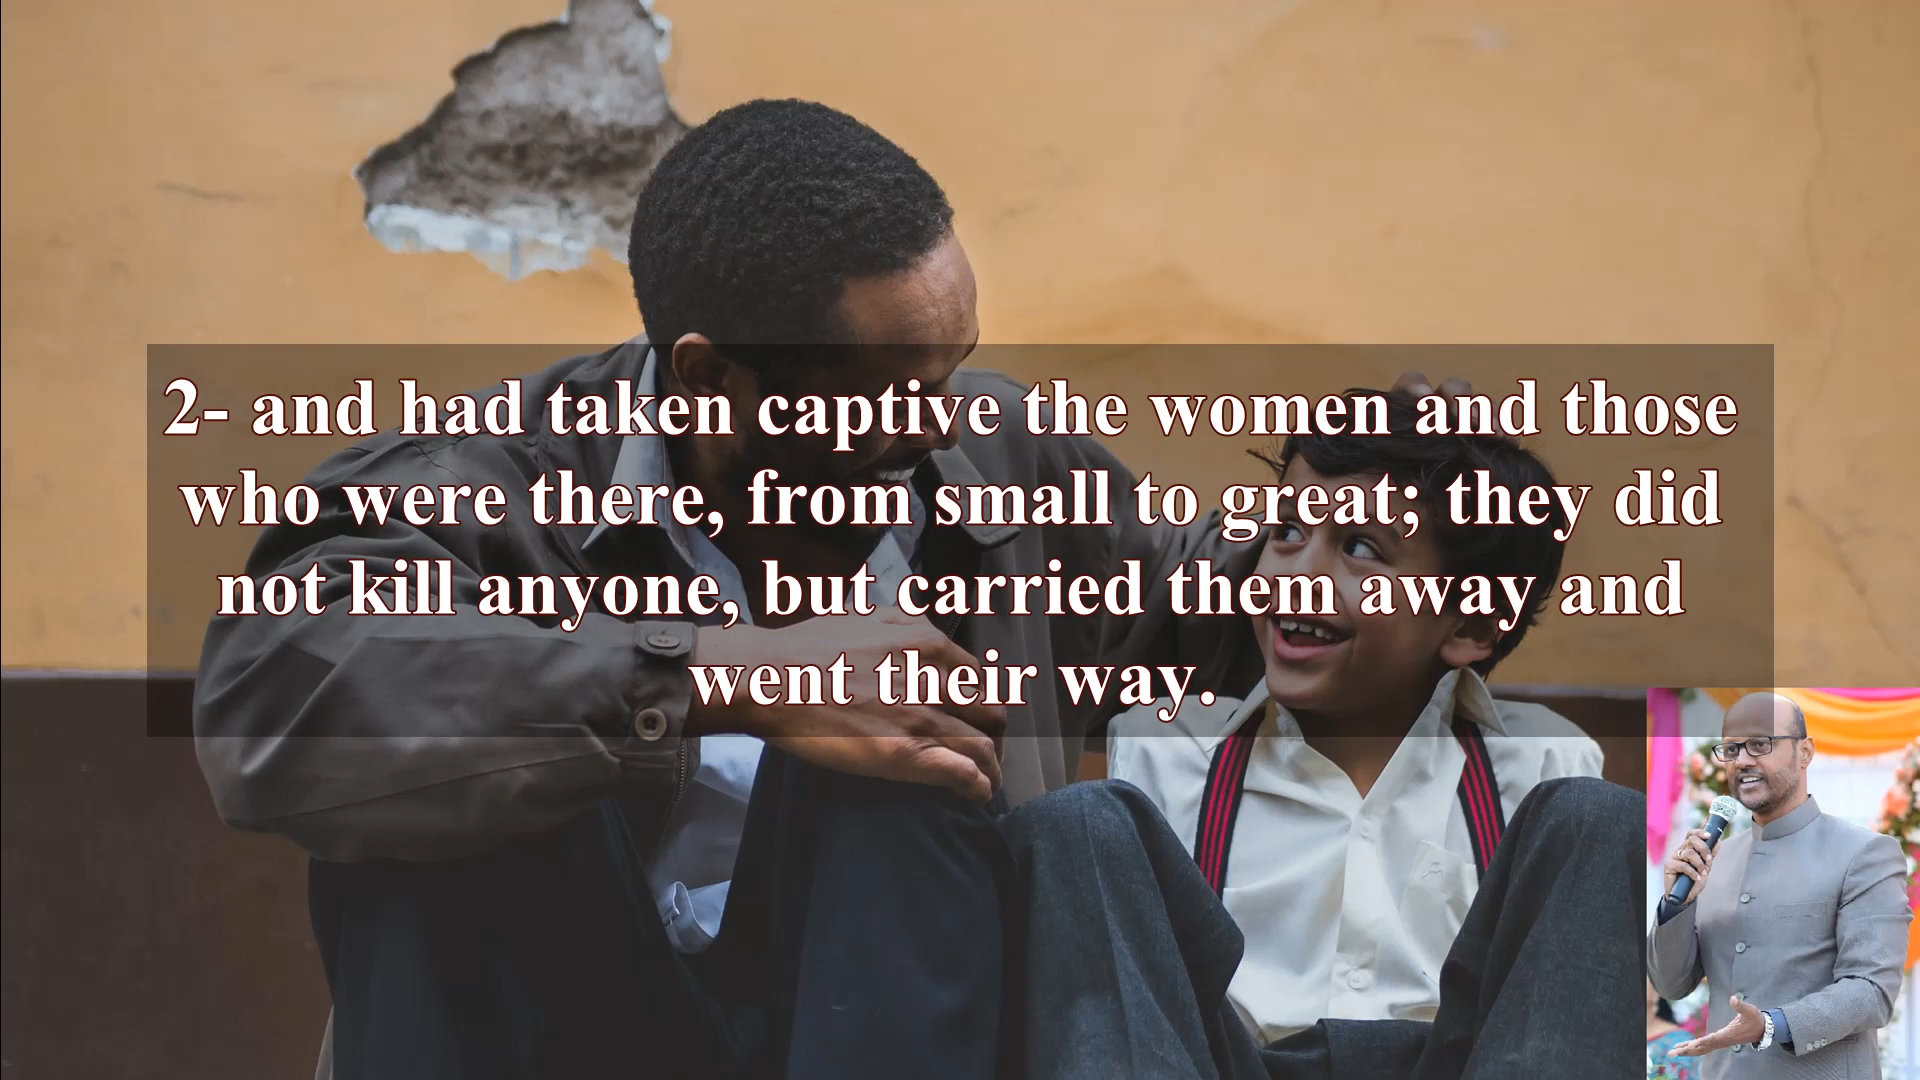 2- and had taken captive the women and those
who were there, from small to great; they did
not kill anyone, but carried them away and
went their way.